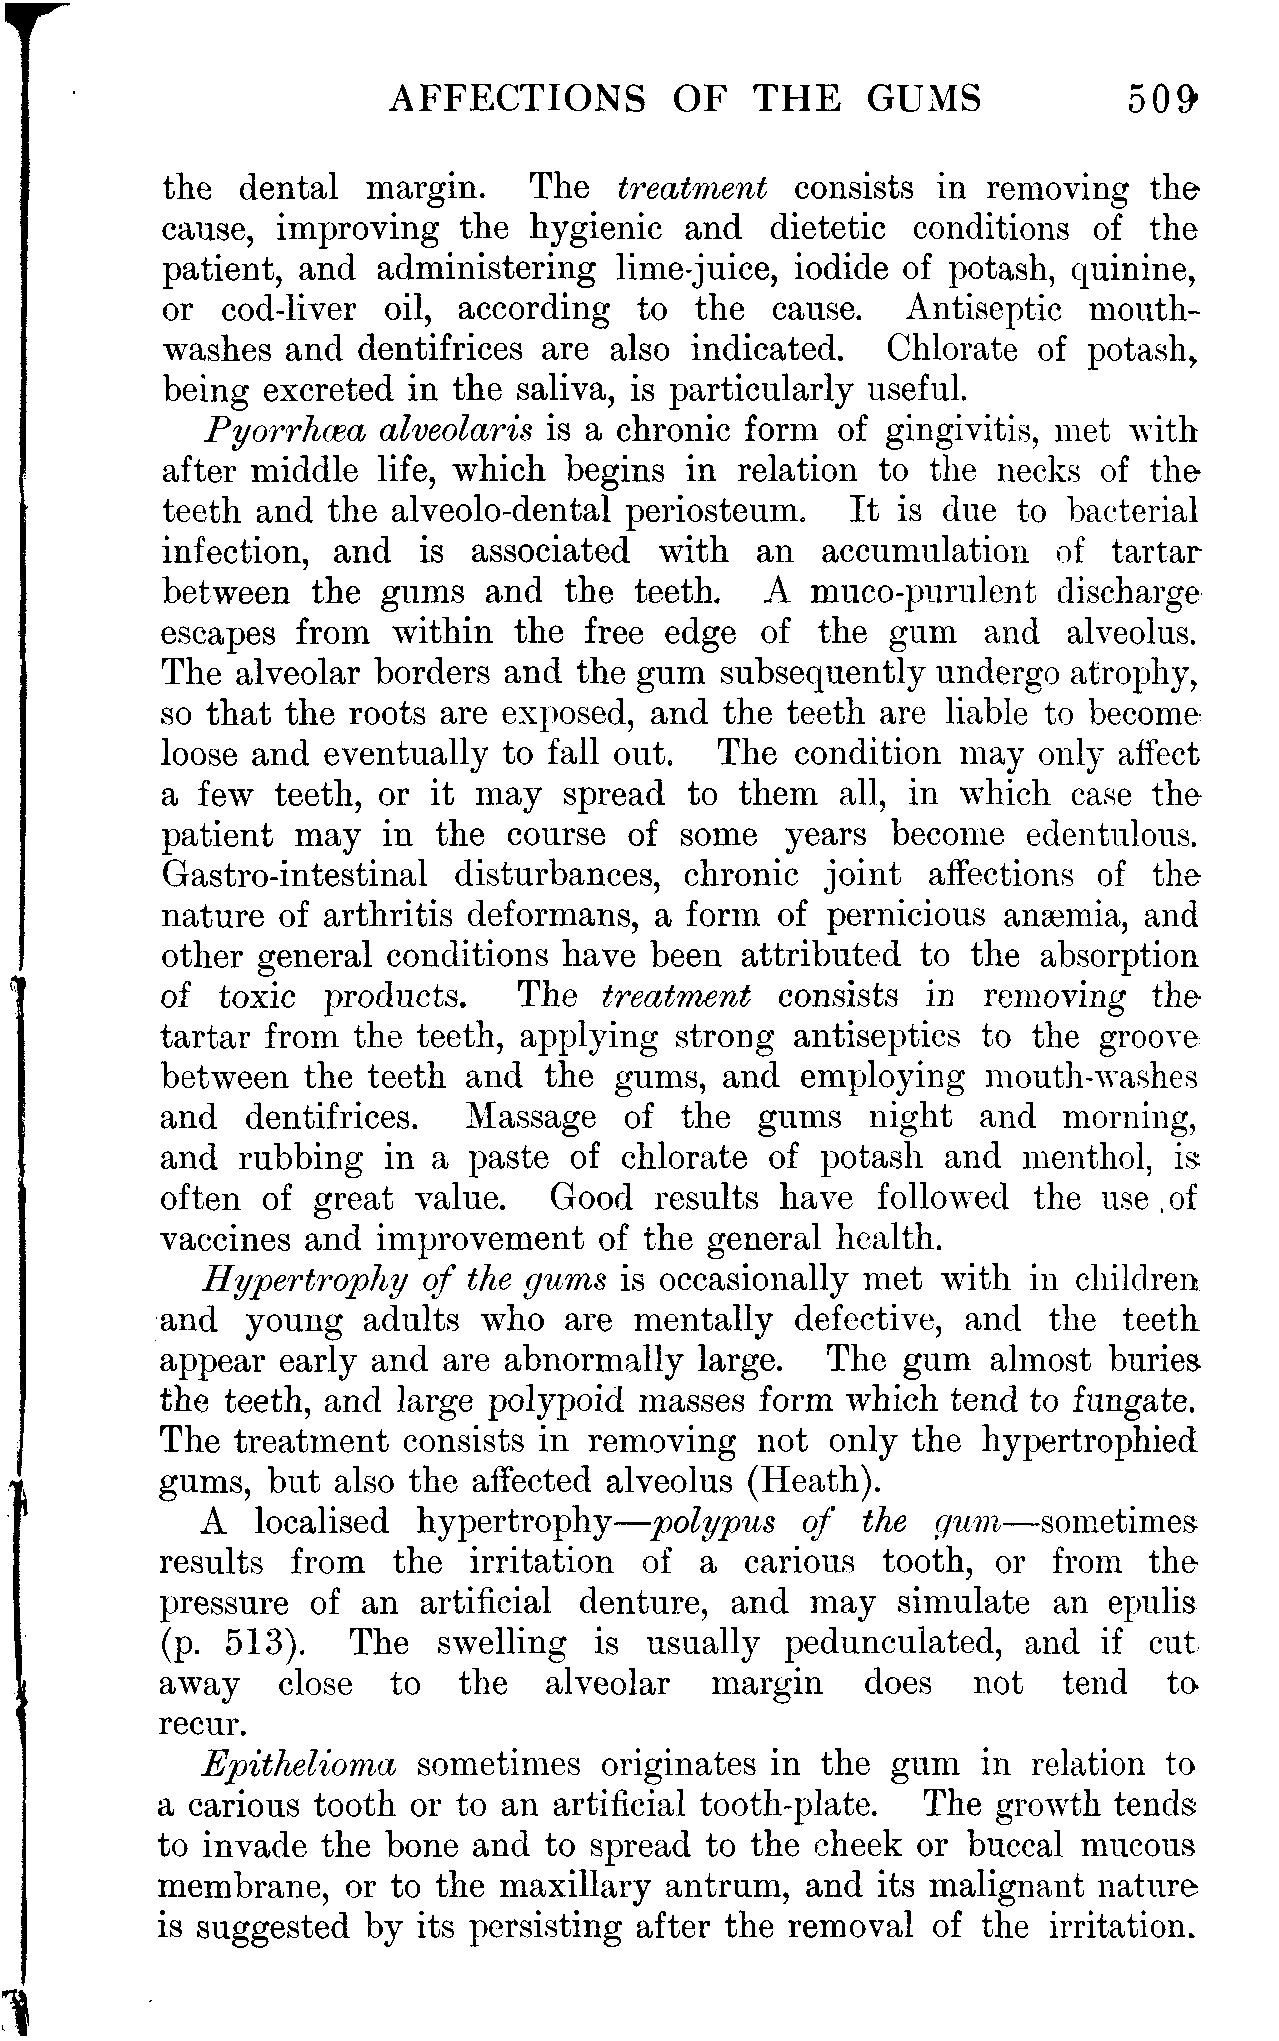 AFFECTIONS OF THE GUMS 509
the dental margin. The treatment consists in removing the
cause, improving the hygienic and dietetic conditions of the
patient, and administering lime-juice, iodide of potash, quinine,
or cod-liver oil, according to the cause. Antiseptic mouth-
washes and dentifrices are also indicated. Chlorate of potash,
being excreted in the saliva, is particularly useful.
Pyorrhœa alveolaris is a chronic form of gingivitis, met with
after middle life, which begins in relation to the necks of the
teeth and the alveolo-dental periosteum. It is due to bacterial
infection, and is associated with an accumulation of tartar
between the gums and the teeth. A muco-purulent discharge
escapes from within the free edge of the gum and alveolus.
The alveolar borders and the gum subsequently undergo atrophy,
so that the roots are exposed, and the teeth are liable to become
loose and eventually to fall out. The condition may only affect
a few teeth, or it may spread to them all, in which case the
patient may in the course of some years become edentulous.
Gastro-intestinal disturbances, chronic joint affections of the
nature of arthritis deformans, a form of pernicious anæmia, and
other general conditions have been attributed to the absorption
of toxic products. The treatment consists in removing the
tartar from the teeth, applying strong antiseptics to the groove
between the teeth and the gums, and employing mouth-washes
and dentifrices. Massage of the gums night and morning,
and rubbing in a paste of chlorate of potash and menthol, is
often of great value. Good results have followed the use of
vaccines and improvement of the general health.
Hypertrophy of the gums is occasionally met with in children
and young adults who are mentally defective, and the teeth
appear early and are abnormally large. The gum almost buries
the teeth, and large polypoid masses form which tend to fungate.
The treatment consists in removing not only the hypertrophied
gums, but also the affected alveolus (Heath).
A localised hypertrophy—polypus of the gum—sometimes
results from the irritation of a carious tooth, or from the
pressure of an artificial denture, and may simulate an epulis
(p. 513). The swelling is usually pedunculated, and if cut
away close to the alveolar margin does not tend to
recur.
Epithelioma sometimes originates in the gum in relation to
a carious tooth or to an artificial tooth-plate. The growth tends
to invade the bone and to spread to the cheek or buccal mucous
membrane, or to the maxillary antrum, and its malignant nature
is suggested by its persisting after the removal of the irritation.